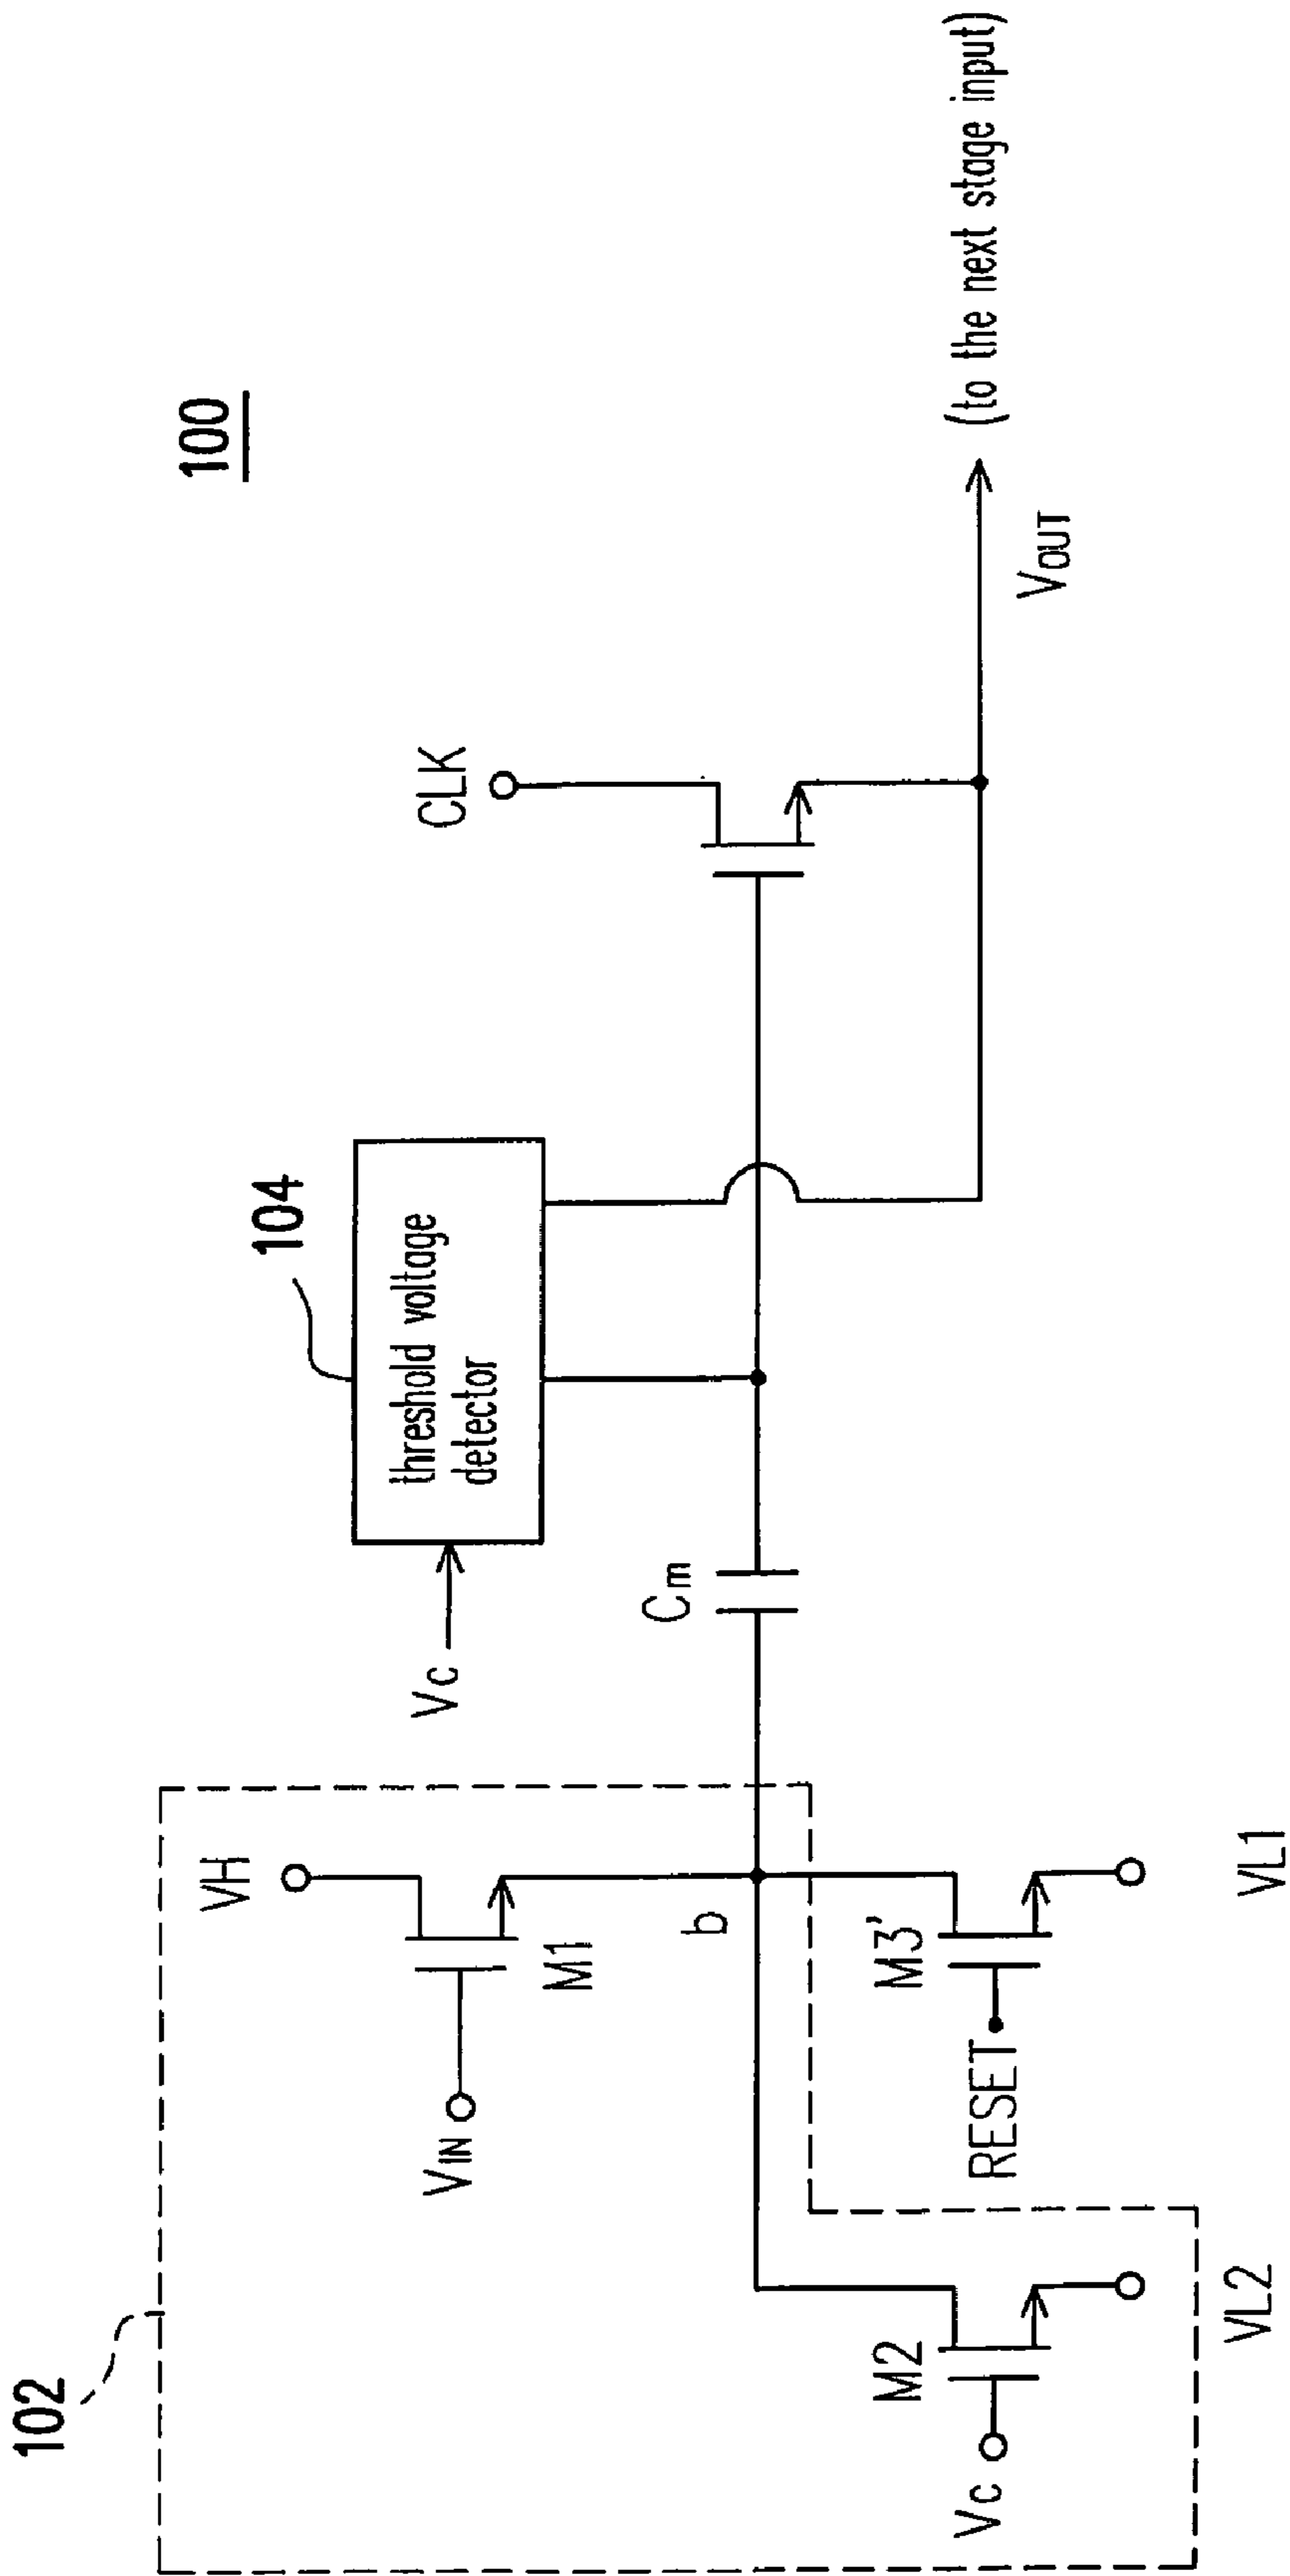 100
102
104
VH
VIN
M1
b
M2
Vc
VL2
M3'
RESET
VL1
Cm
Vc
threshold voltage
detector
CLK
VOUT
(to the next stage input)